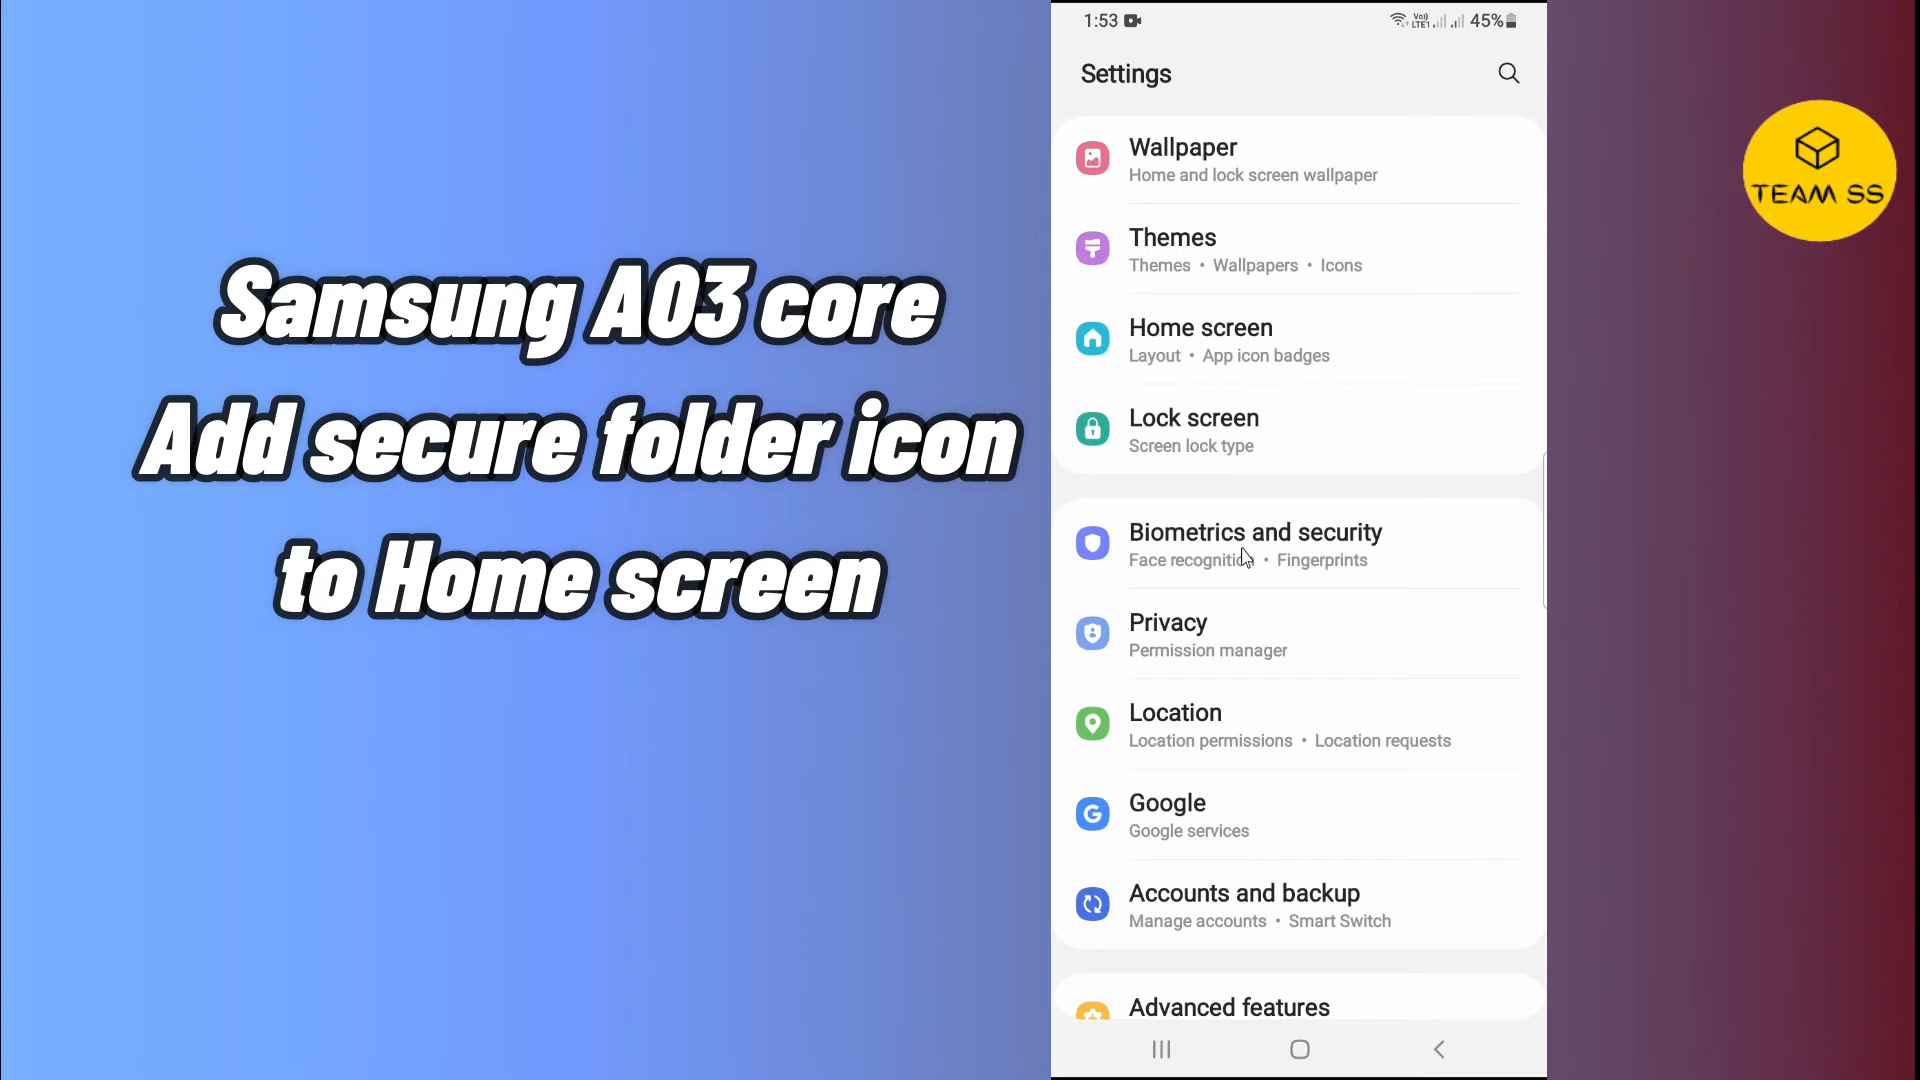 Samsung A03 core
Add secure folder icon
to Home screen
1:53
Vo)) LTE1 45%
Settings
Wallpaper
Home and lock screen wallpaper
Themes
Themes • Wallpapers • Icons
Home screen
Layout • App icon badges
Lock screen
Screen lock type
Biometrics and security
Face recognition • Fingerprints
Privacy
Permission manager
Location
Location permissions • Location requests
Google
Google services
Accounts and backup
Manage accounts • Smart Switch
Advanced features
TEAM SS